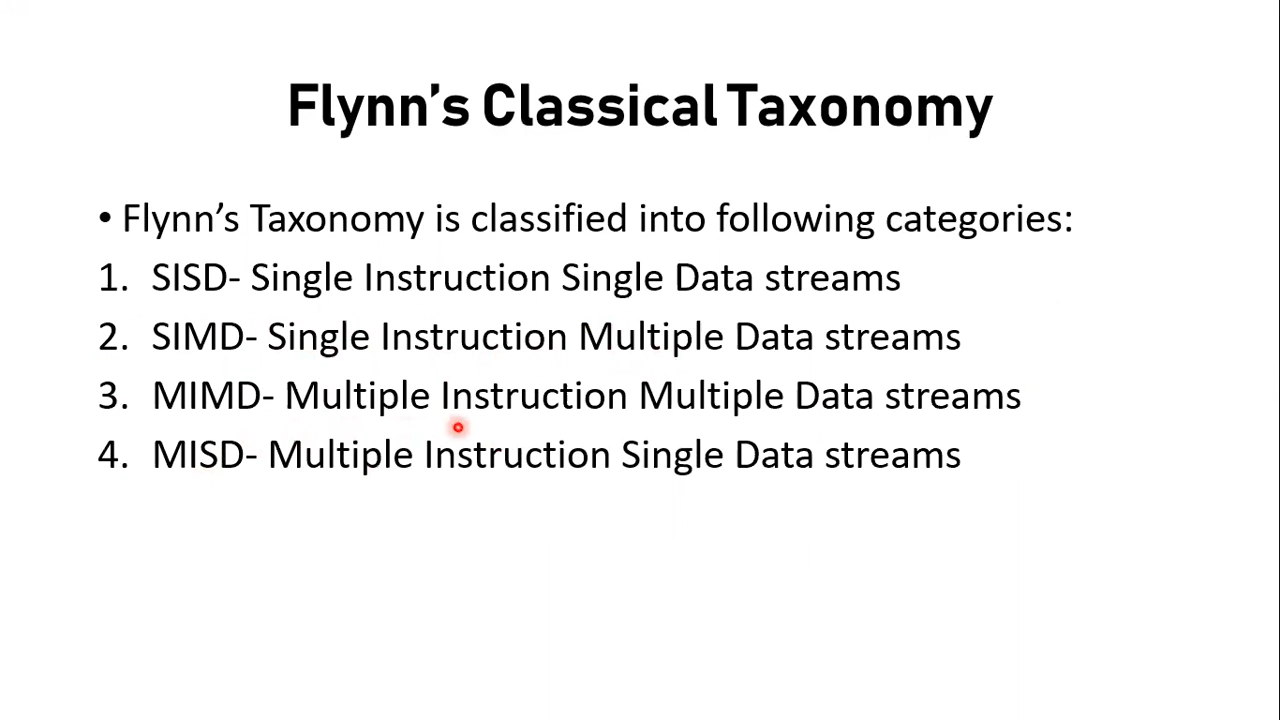 Flynn’s Classical Taxonomy
• Flynn’s Taxonomy is classified into following categories:
1. SISD- Single Instruction Single Data streams
2. SIMD- Single Instruction Multiple Data streams
3. MIMD- Multiple Instruction Multiple Data streams
4. MISD- Multiple Instruction Single Data streams